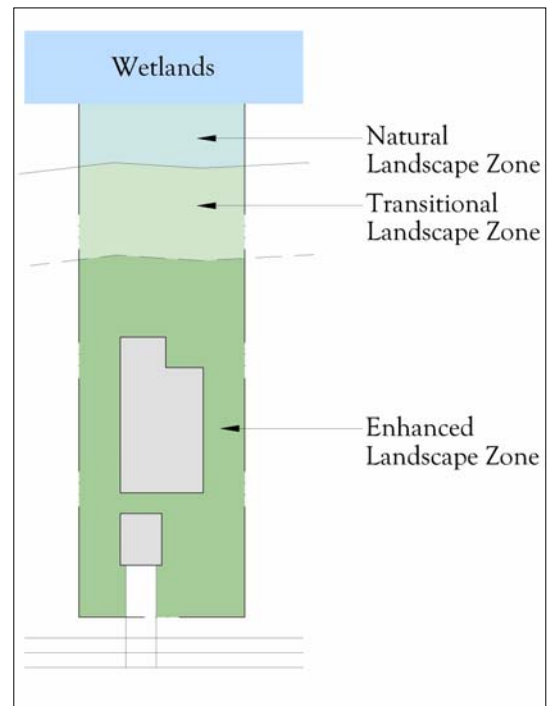 Wetlands
Natural
Landscape Zone
Transitional
Landscape Zone
Enhanced
Landscape Zone